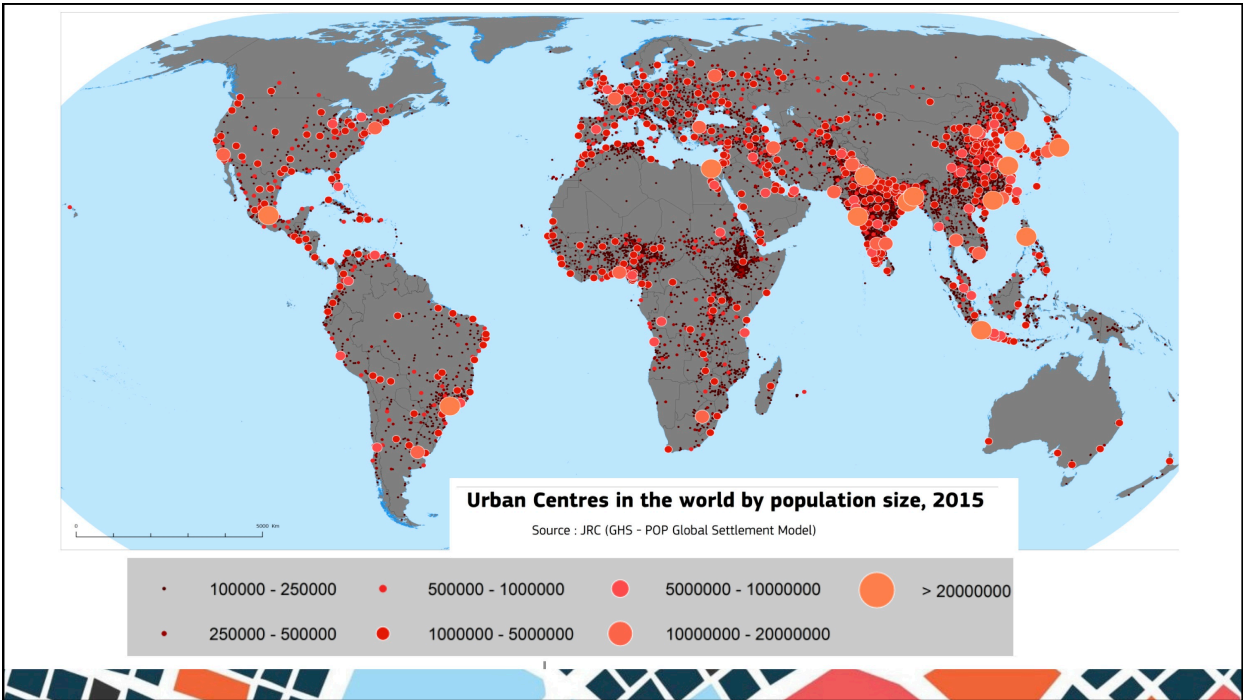 0 5000 Km
Urban Centres in the world by population size, 2015
Source : JRC (GHS - POP Global Settlement Model)
100000 - 250000
500000 - 1000000
5000000 - 10000000
> 20000000
250000 - 500000
1000000 - 5000000
10000000 - 20000000